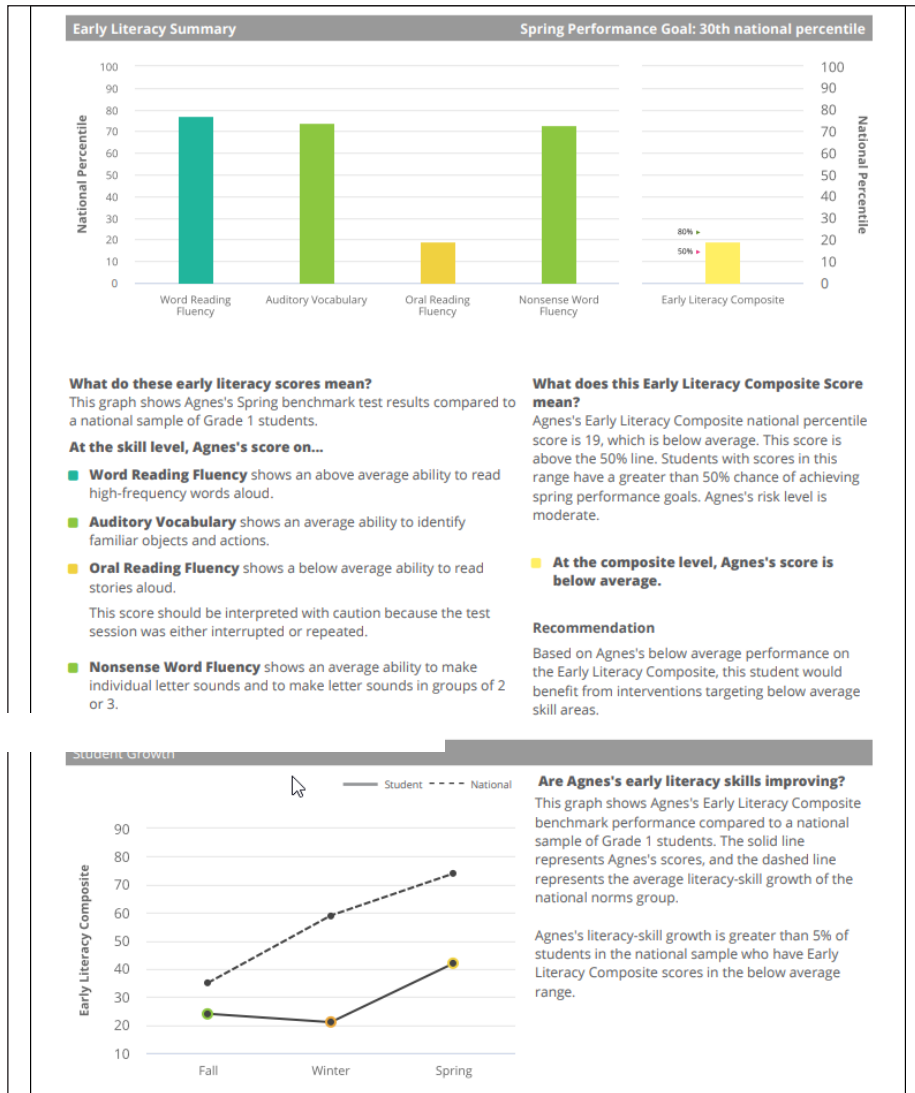 Early Literacy Summary Spring Performance Goal: 30th national percentile
100 100
90 90
80 80
70 70
60 60
50 50
40 40
30 30
20 20
10 10
0 0
National Percentile
National Percentile
80%
50%
Word Reading Fluency
Auditory Vocabulary
Oral Reading Fluency
Nonsense Word Fluency
Early Literacy Composite
What do these early literacy scores mean?
This graph shows Agnes's Spring benchmark test results compared to
a national sample of Grade 1 students.
At the skill level, Agnes's score on...
Word Reading Fluency shows an above average ability to read
high-frequency words aloud.
Auditory Vocabulary shows an average ability to identify
familiar objects and actions.
Oral Reading Fluency shows a below average ability to read
stories aloud.
This score should be interpreted with caution because the test
session was either interrupted or repeated.
Nonsense Word Fluency shows an average ability to make
individual letter sounds and to make letter sounds in groups of 2
or 3.
What does this Early Literacy Composite Score
mean?
Agnes's Early Literacy Composite national percentile
score is 19, which is below average. This score is
above the 50% line. Students with scores in this
range have a greater than 50% chance of achieving
spring performance goals. Agnes's risk level is
moderate.
At the composite level, Agnes's score is
below average.
Recommendation
Based on Agnes's below average performance on
the Early Literacy Composite, this student would
benefit from interventions targeting below average
skill areas.
Student Growth
Student National
90
80
70
60
50
40
30
20
10
Early Literacy Composite
Fall Winter Spring
Are Agnes's early literacy skills improving?
This graph shows Agnes's Early Literacy Composite
benchmark performance compared to a national
sample of Grade 1 students. The solid line
represents Agnes's scores, and the dashed line
represents the average literacy-skill growth of the
national norms group.
Agnes's literacy-skill growth is greater than 5% of
students in the national sample who have Early
Literacy Composite scores in the below average
range.